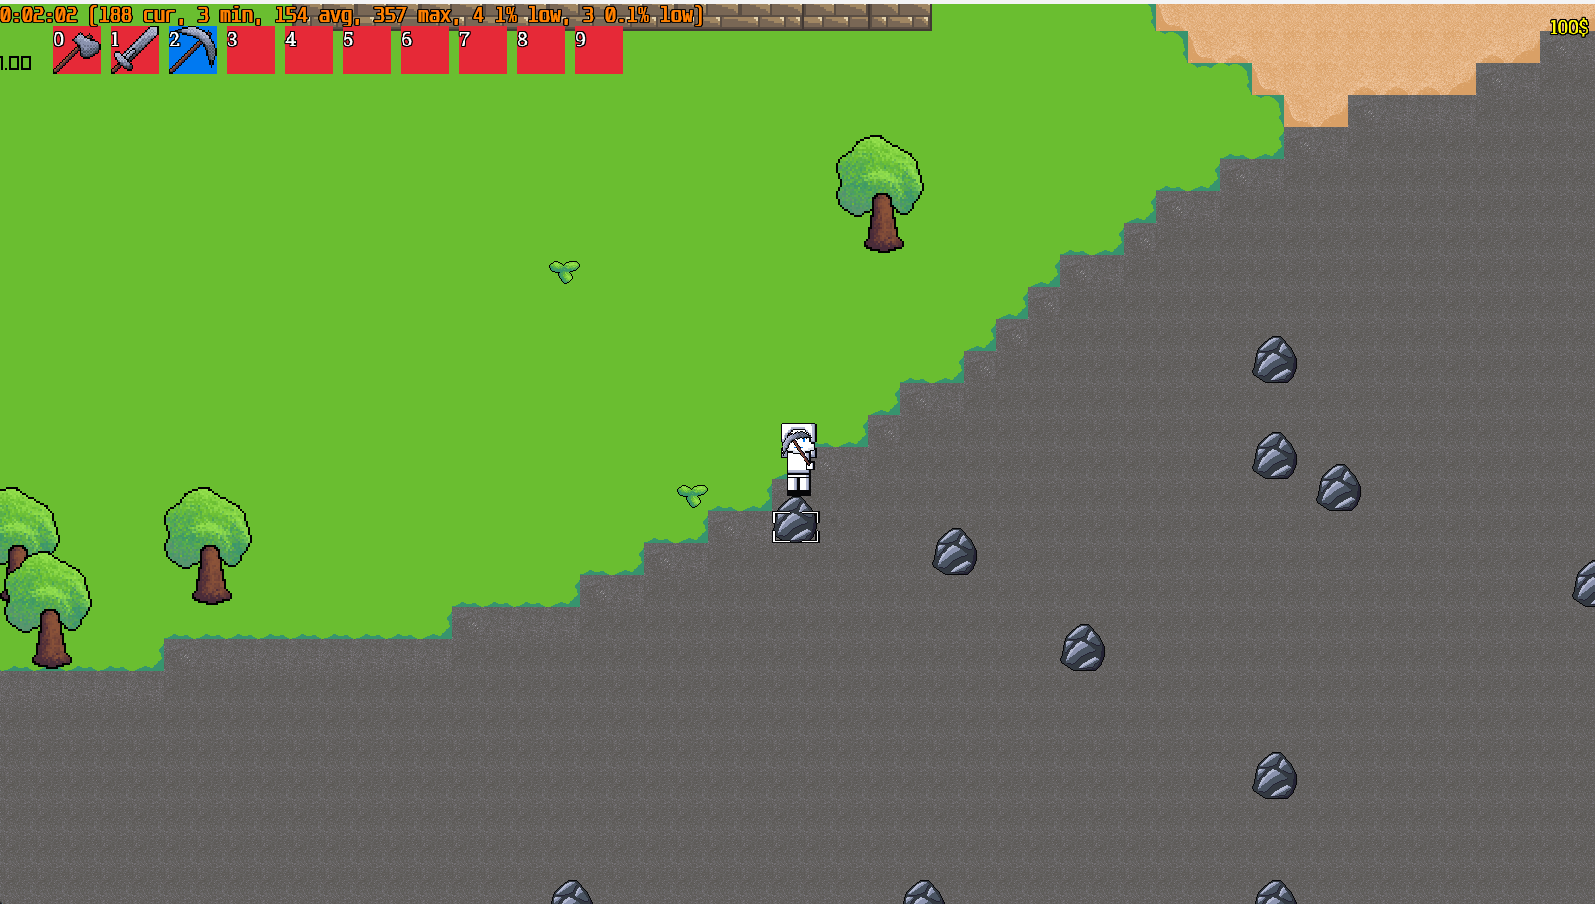 0:02:02 (188 cur, 3 min, 154 avg, 357 max, 4 1% low, 3 0.1% low)
100$
0 1 2 3 4 5 6 7 8 9
1.00